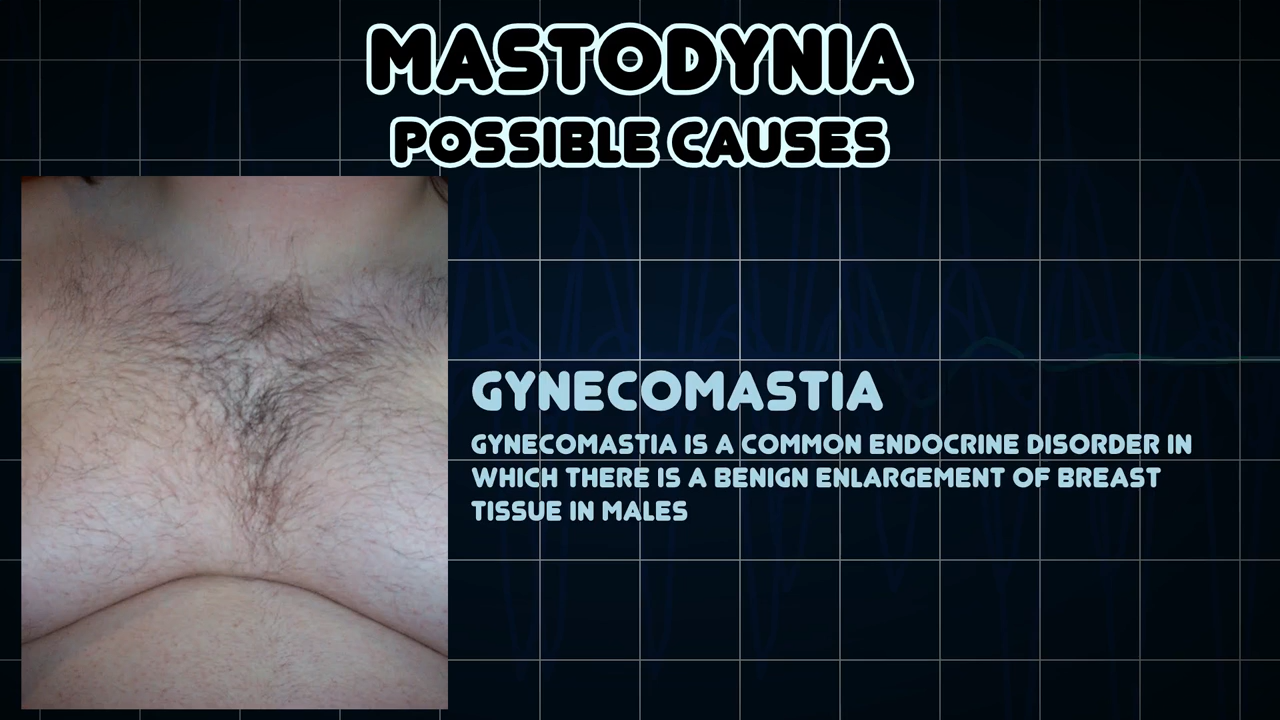 MASTODYNIA
POSSIBLE CAUSES
GYNECOMASTIA
GYNECOMASTIA IS A COMMON ENDOCRINE DISORDER IN
WHICH THERE IS A BENIGN ENLARGEMENT OF BREAST
TISSUE IN MALES